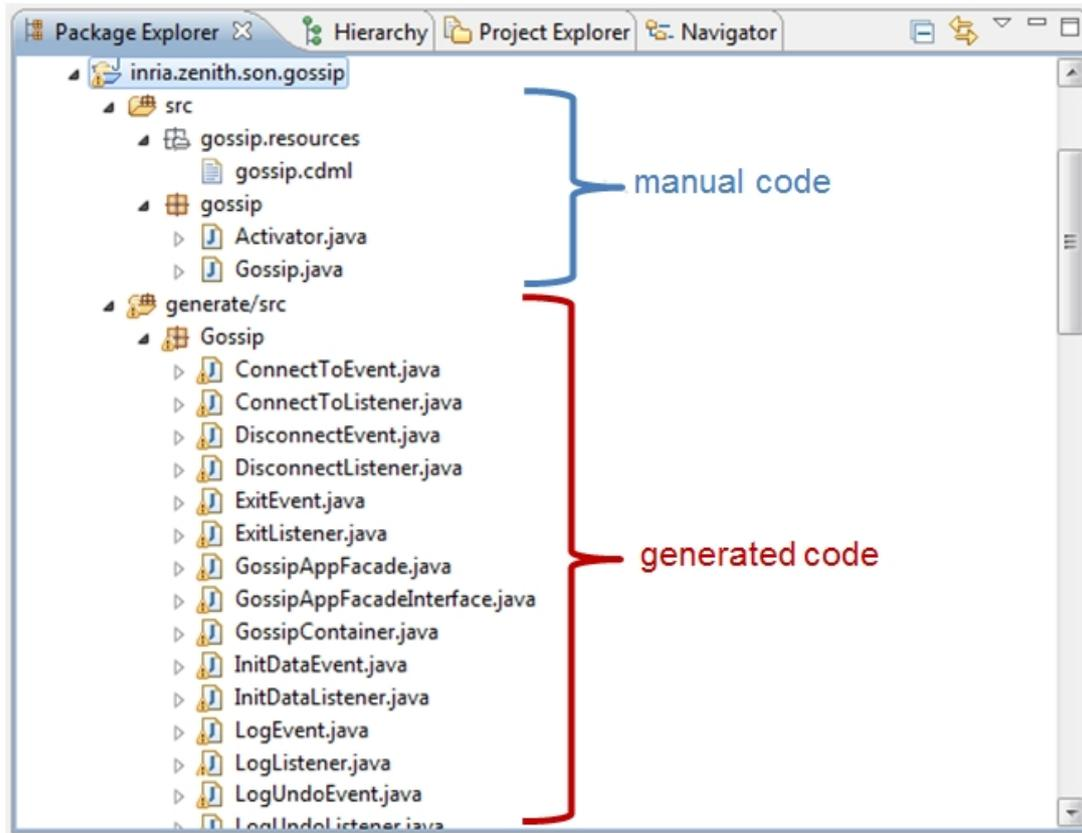 Package Explorer
Hierarchy
Project Explorer
Navigator
inria.zenith.son.gossip
src
gossip.resources
gossip.cdml
gossip
Activator.java
Gossip.java
manual code
generate/src
Gossip
ConnectToEvent.java
ConnectToListener.java
DisconnectEvent.java
DisconnectListener.java
ExitEvent.java
ExitListener.java
GossipAppFacade.java
GossipAppFacadeInterface.java
GossipContainer.java
InitDataEvent.java
InitDataListener.java
LogEvent.java
LogListener.java
LogUndoEvent.java
LogUndoListener.java
generated code